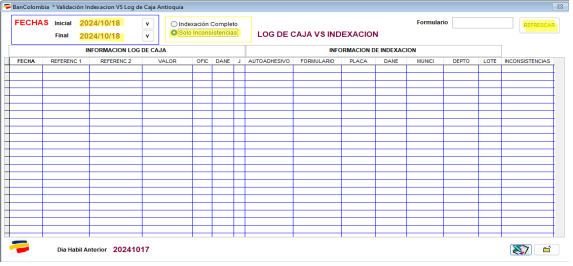 BanColombia * Validación Indexacion VS Log de Caja Antioquia
FECHAS Inicial 2024/10/18 v
Final 2024/10/18 v
Indexación Completo
Solo Inconsistencias
LOG DE CAJA VS INDEXACION
Formulario
REFRESCAR
INFORMACION LOG DE CAJA INFORMACION DE INDEXACION
FECHA REFERENC 1 REFERENC 2 VALOR OFIC DANE J AUTOADHESIVO FORMULARIO PLACA DANE MUNICI DEPTO LOTE INCONSISTENCIAS
Dia Habil Anterior 20241017